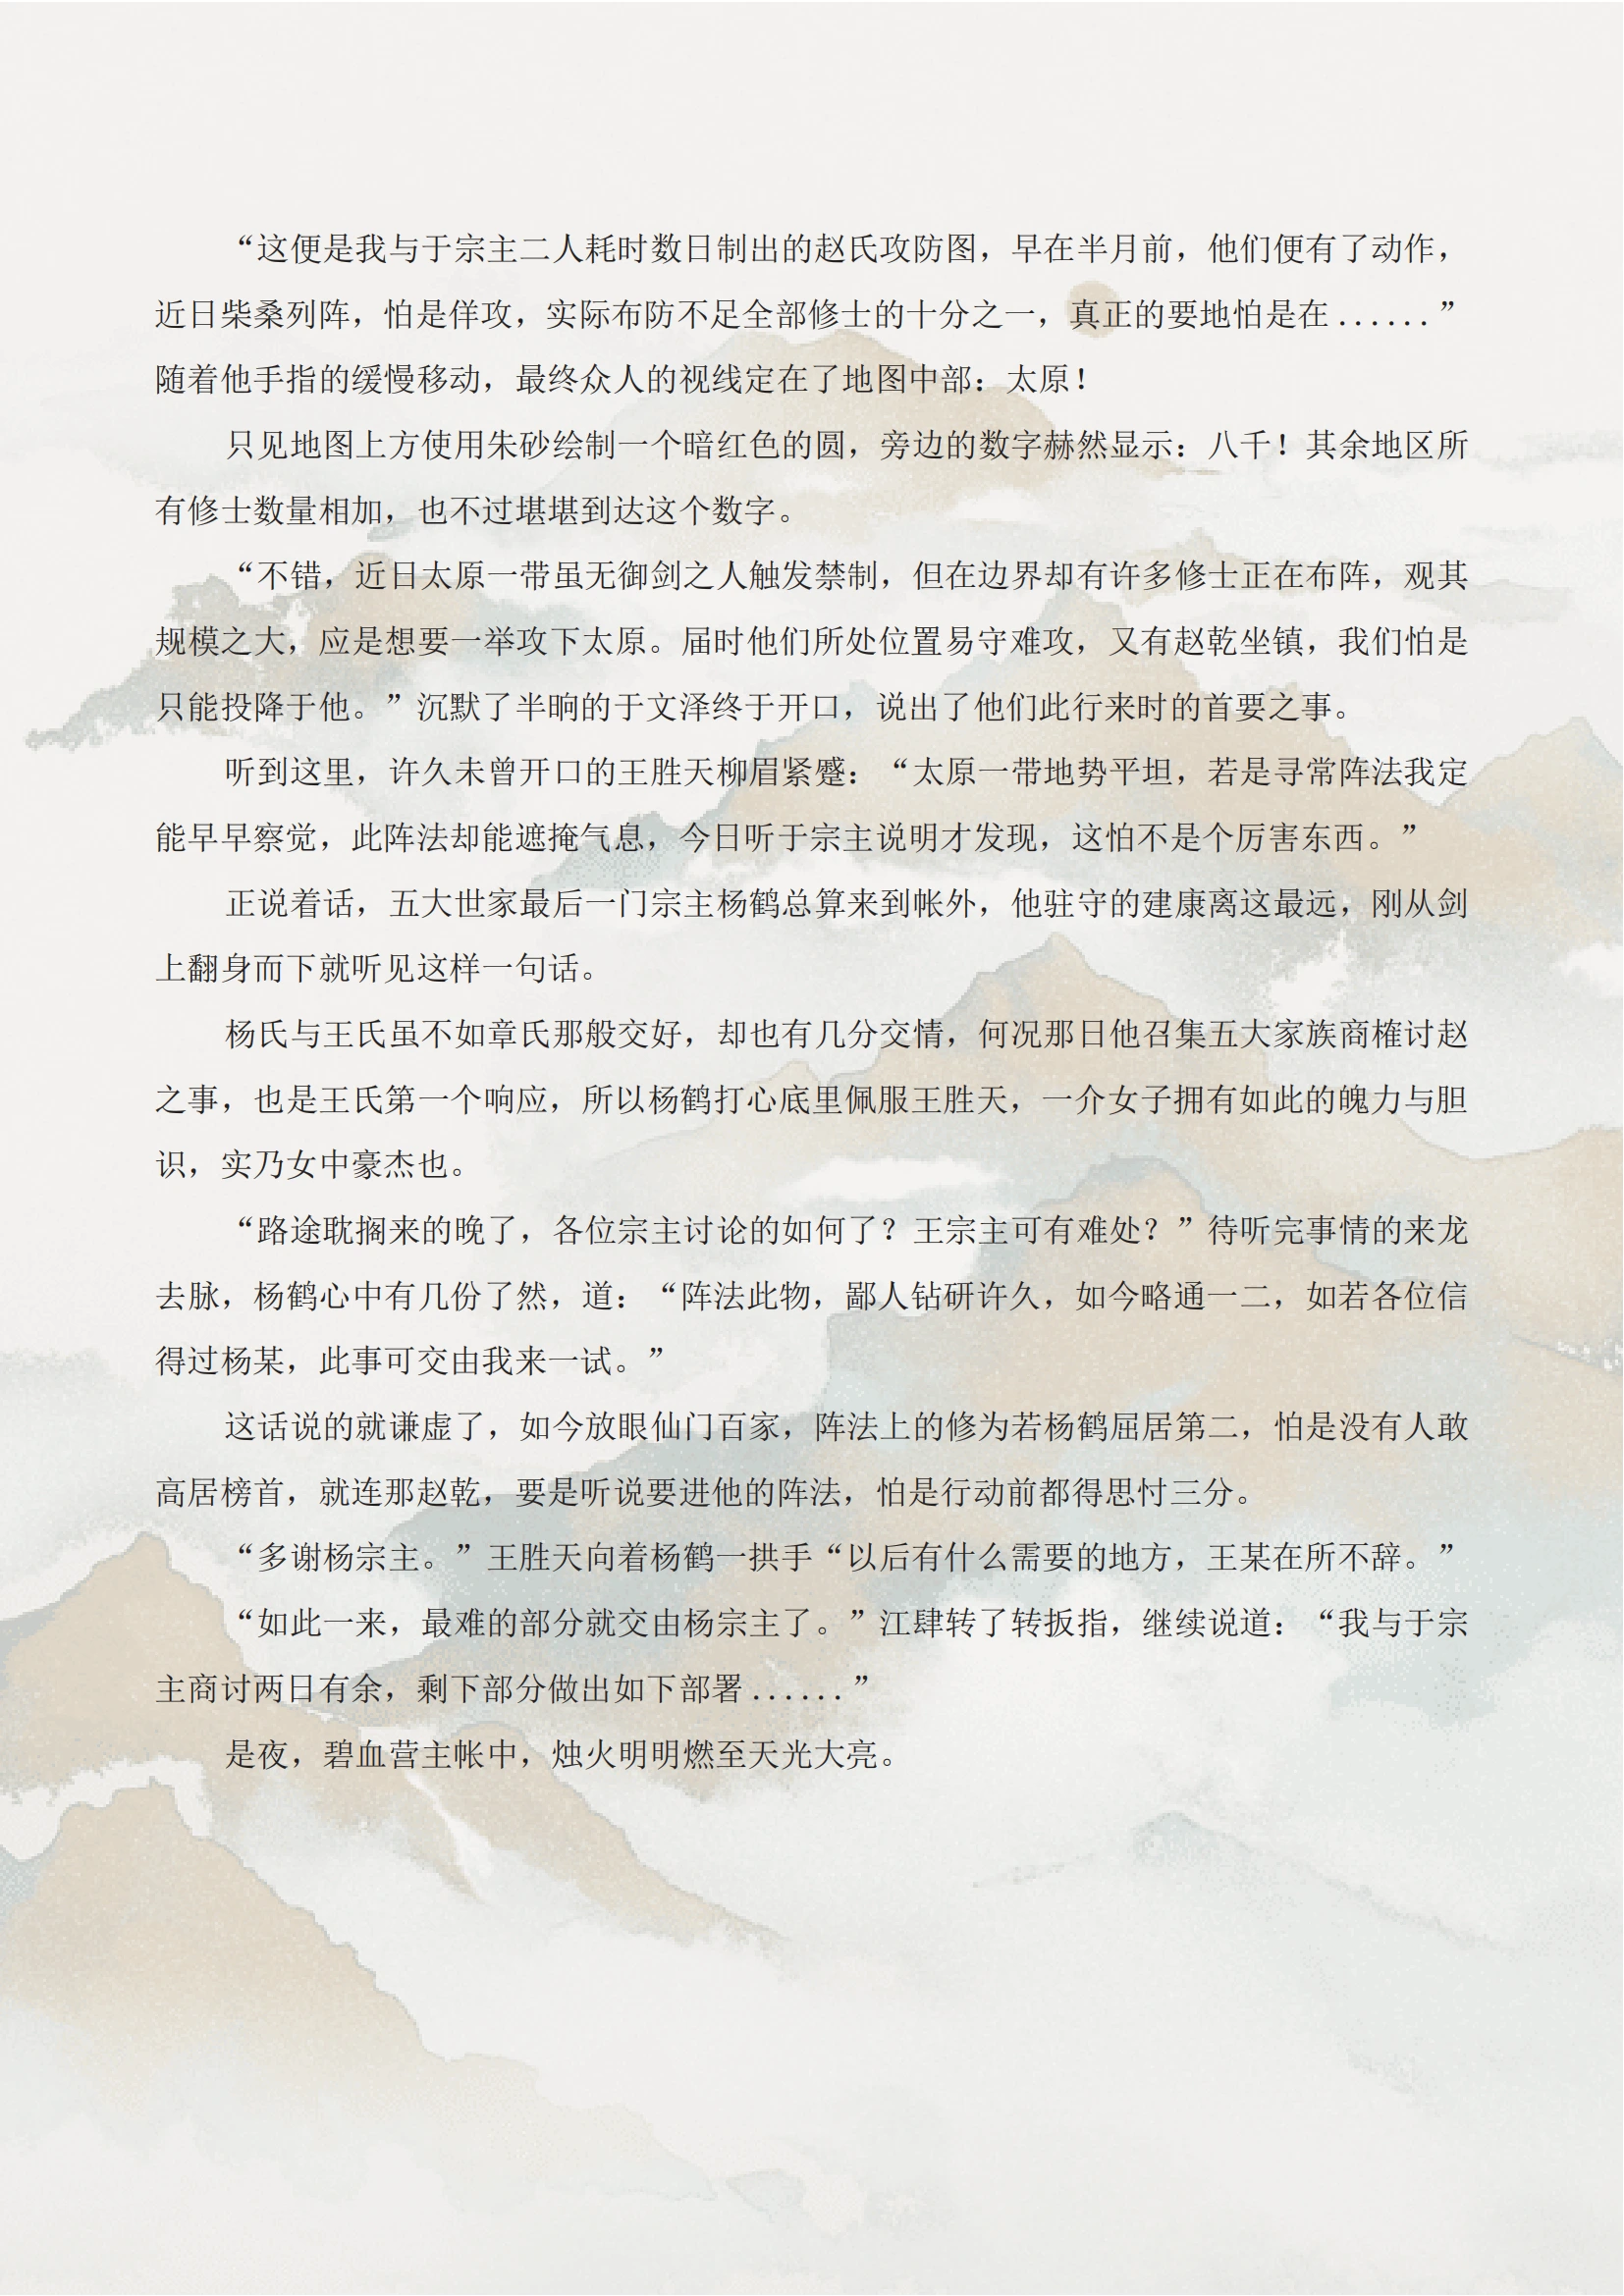 “这便是我与于宗主二人耗时数日制出的赵氏攻防图，早在半月前，他们便有了动作，
近日柴桑列阵，怕是佯攻，实际布防不足全部修士的十分之一，真正的要地怕是在......”
随着他手指的缓慢移动，最终众人的视线定在了地图中部：太原！
只见地图上方使用朱砂绘制一个暗红色的圆，旁边的数字赫然显示：八千！其余地区所
有修士数量相加，也不过堪堪到达这个数字。
“不错，近日太原一带虽无御剑之人触发禁制，但在边界却有许多修士正在布阵，观其
规模之大，应是想要一举攻下太原。届时他们所处位置易守难攻，又有赵乾坐镇，我们怕是
只能投降于他。”沉默了半晌的于文泽终于开口，说出了他们此行来时的首要之事。
听到这里，许久未曾开口的王胜天柳眉紧蹙：“太原一带地势平坦，若是寻常阵法我定
能早早察觉，此阵法却能遮掩气息，今日听于宗主说明才发现，这怕不是个厉害东西。”
正说着话，五大世家最后一门宗主杨鹤总算来到帐外，他驻守的建康离这最远，刚从剑
上翻身而下就听见这样一句话。
杨氏与王氏虽不如章氏那般交好，却也有几分交情，何况那日他召集五大家族商榷讨赵
之事，也是王氏第一个响应，所以杨鹤打心底里佩服王胜天，一介女子拥有如此的魄力与胆
识，实乃女中豪杰也。
“路途耽搁来的晚了，各位宗主讨论的如何了？王宗主可有难处？”待听完事情的来龙
去脉，杨鹤心中有几份了然，道：“阵法此物，鄙人钻研许久，如今略通一二，如若各位信
得过杨某，此事可交由我来一试。”
这话说的就谦虚了，如今放眼仙门百家，阵法上的修为若杨鹤屈居第二，怕是没有人敢
高居榜首，就连那赵乾，要是听说要进他的阵法，怕是行动前都得思忖三分。
“多谢杨宗主。”王胜天向着杨鹤一拱手“以后有什么需要的地方，王某在所不辞。”
“如此一来，最难的部分就交由杨宗主了。”江肆转了转扳指，继续说道：“我与于宗
主商讨两日有余，剩下部分做出如下部署......”
是夜，碧血营主帐中，烛火明明燃至天光大亮。